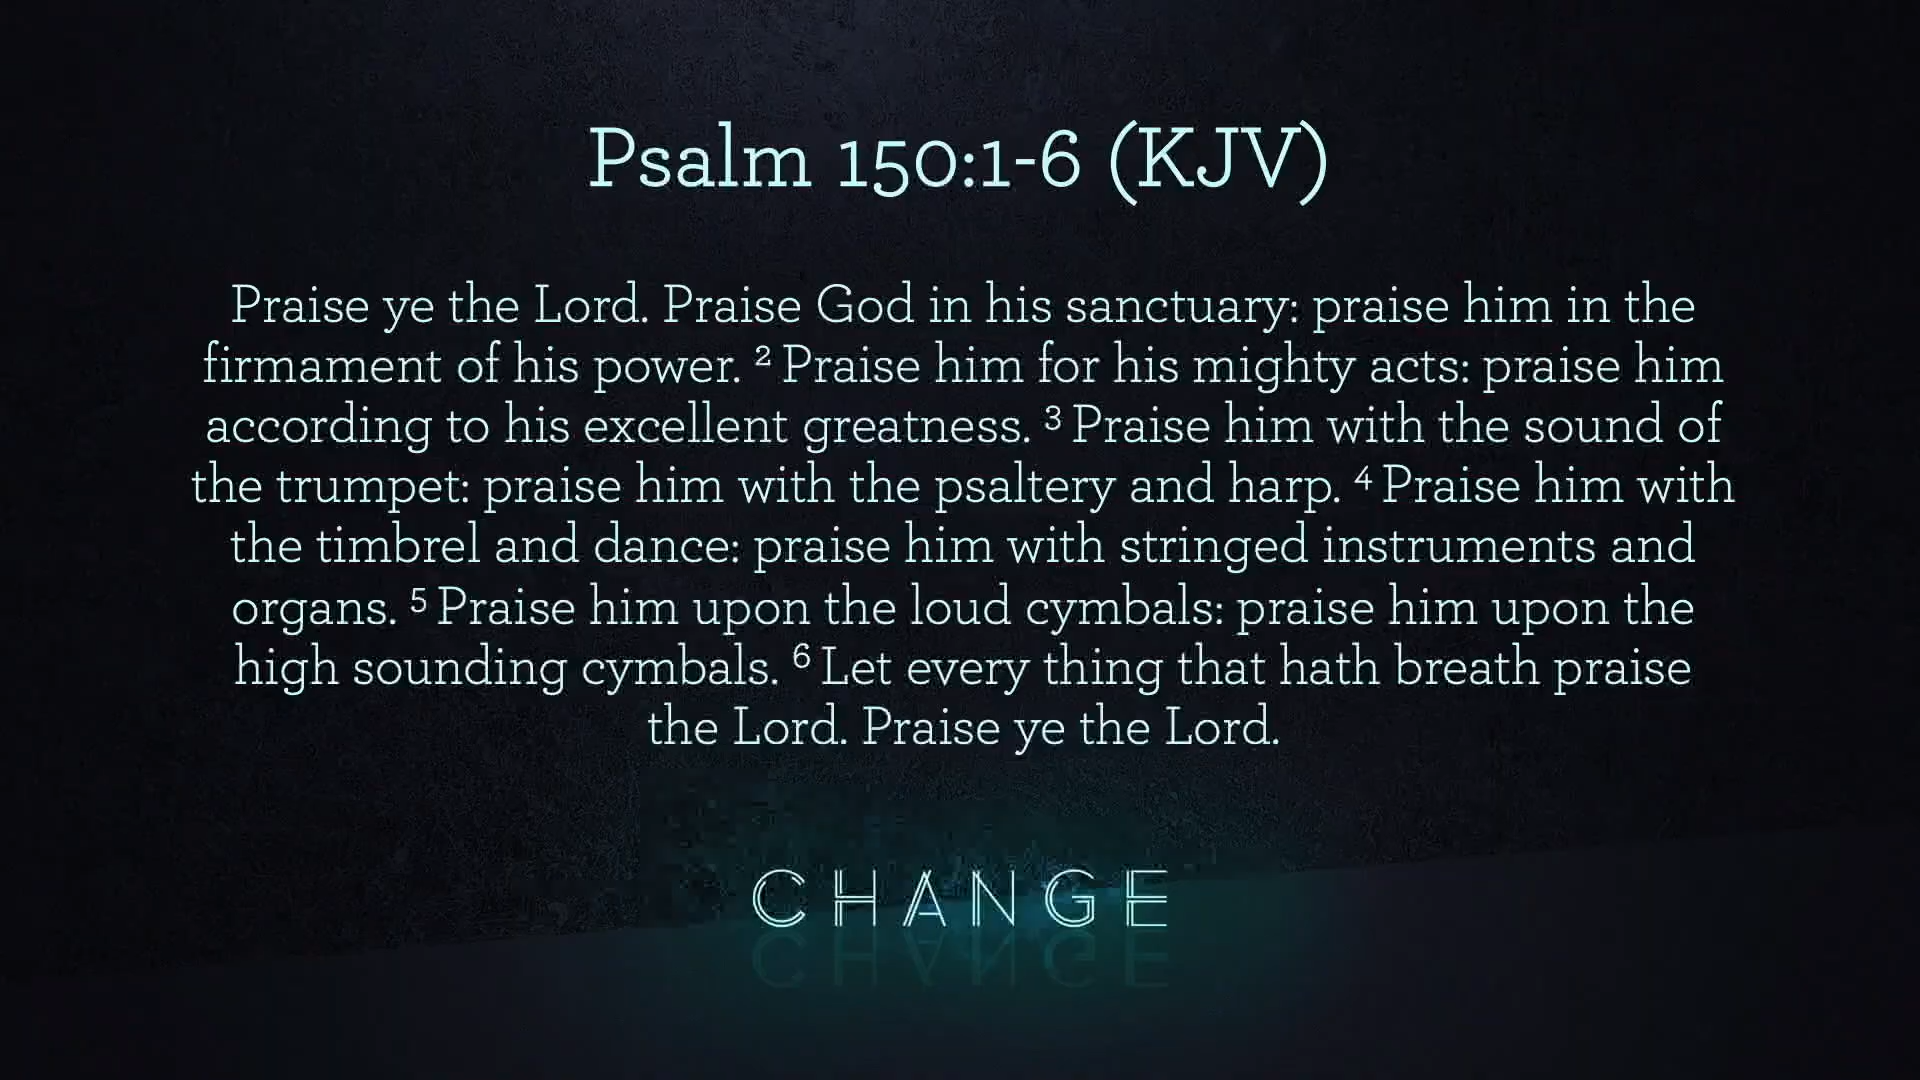 Psalm 150:1-6 (KJV)
Praise ye the Lord. Praise God in his sanctuary: praise him in the
firmament of his power. ² Praise him for his mighty acts: praise him
according to his excellent greatness. ³ Praise him with the sound of
the trumpet: praise him with the psaltery and harp. ⁴ Praise him with
the timbrel and dance: praise him with stringed instruments and
organs. ⁵ Praise him upon the loud cymbals: praise him upon the
high sounding cymbals. ⁶ Let every thing that hath breath praise
the Lord. Praise ye the Lord.
CHANGE